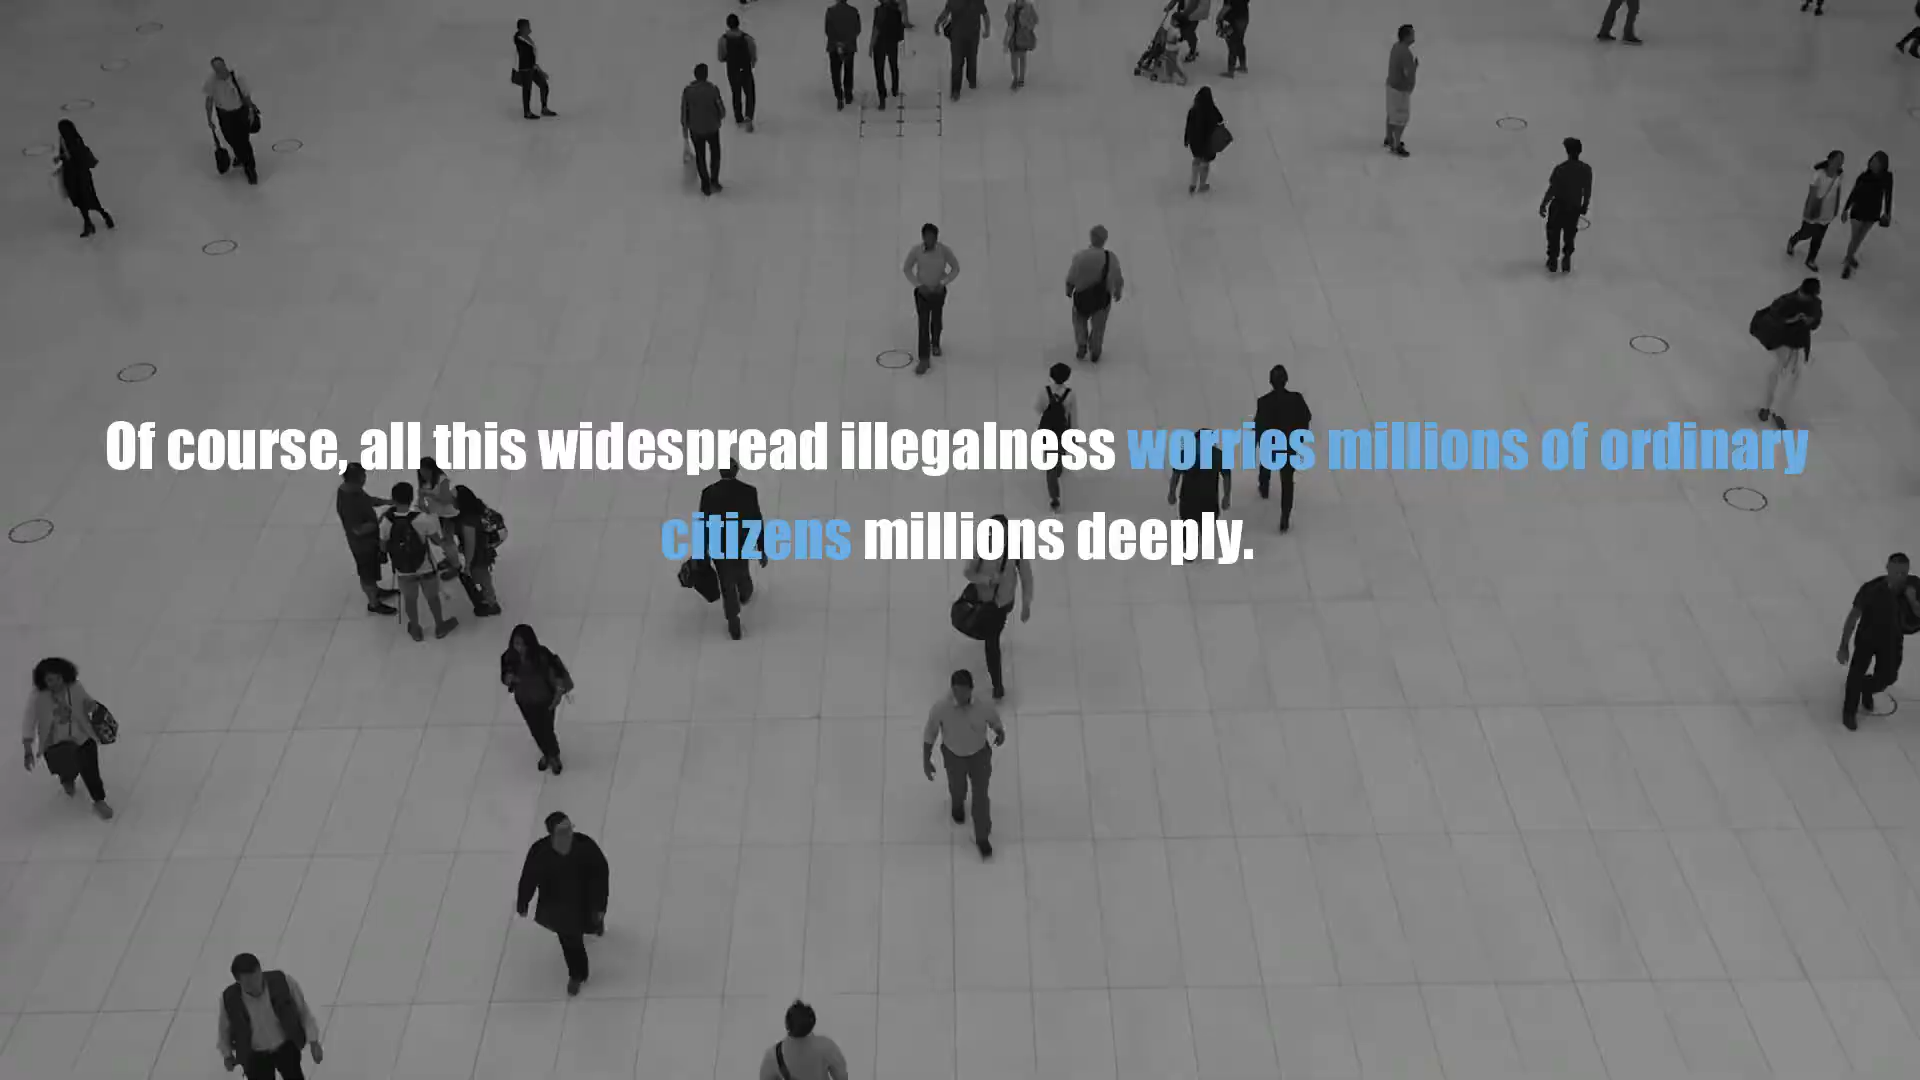 Of course, all this widespread illegalness worries millions of ordinary
citizens millions deeply.